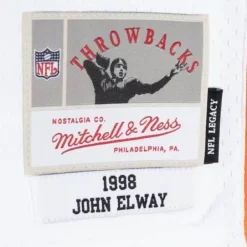 THROWBACKS
NFL
NOSTALGIA CO.
Mitchell & Ness
PHILADELPHIA, PA.
NFL LEGACY
1998
JOHN ELWAY